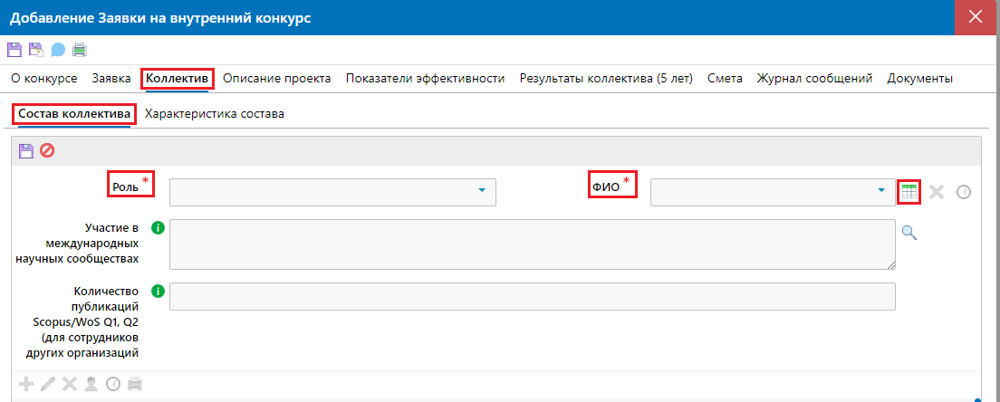 Добавление Заявки на внутренний конкурс
О конкурсе Заявка Коллектив Описание проекта Показатели эффективности Результаты коллектива (5 лет) Смета Журнал сообщений Документы
Состав коллектива Характеристика состава
Роль * ФИО *
Участие в
международных
научных сообществах
Количество
публикаций
Scopus/WoS Q1, Q2
(для сотрудников
других организаций